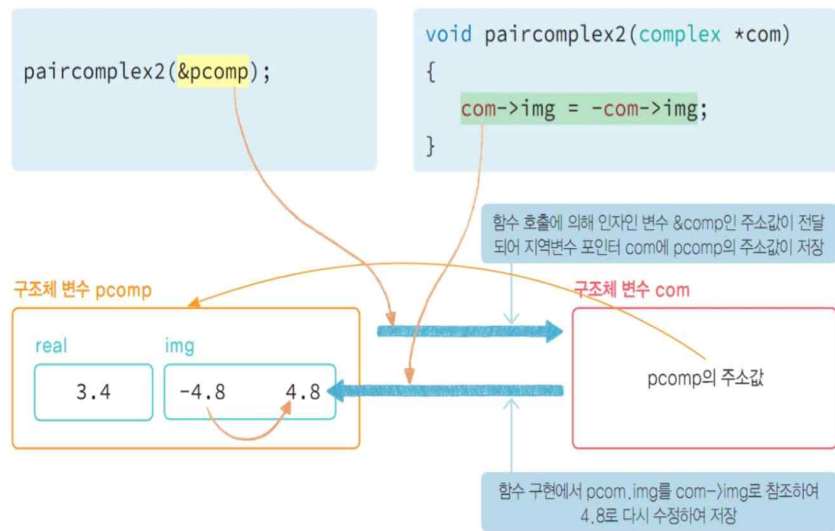 paircomplex2(&pcomp);
void paircomplex2(complex *com)
{
com->img = -com->img;
}
함수 호출에 의해 인자인 변수 &comp인 주소값이 전달
되어 지역변수 포인터 com에 pcomp의 주소값이 저장
구조체 변수 pcomp
구조체 변수 com
real
img
3.4
-4.8
4.8
pcomp의 주소값
함수 구현에서 pcom.img를 com->img로 참조하여
4.8로 다시 수정하여 저장